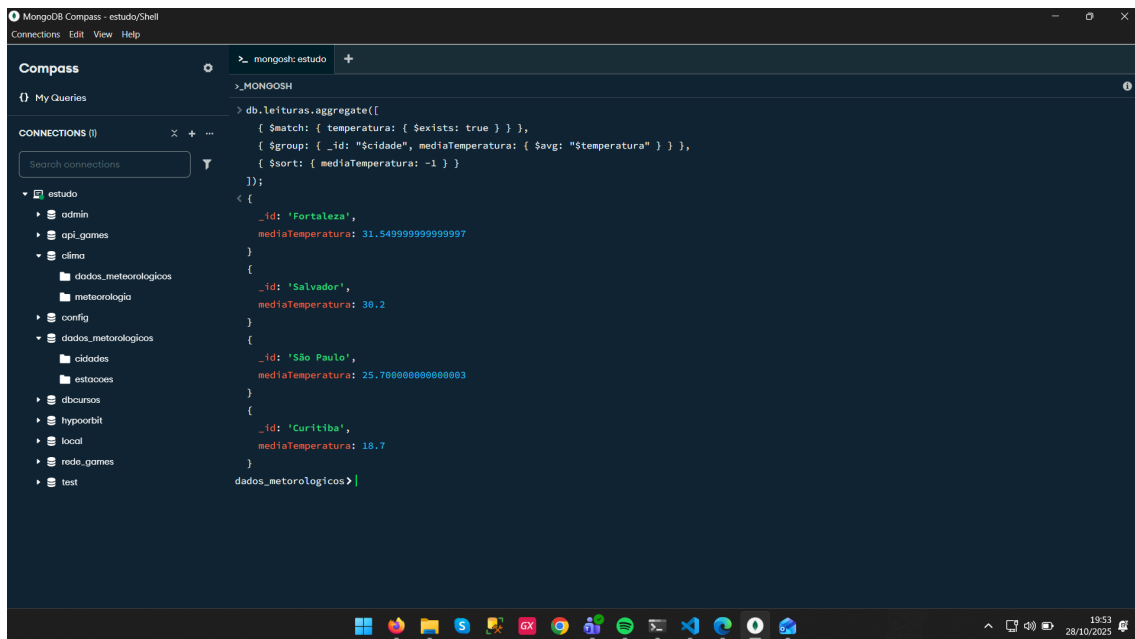 MongoDB Compass - estudo/Shell
Connections Edit View Help
Compass
{} My Queries
CONNECTIONS (1)
Search connections
estudo
admin
api_games
clima
dados_meteorologicos
meteorologia
config
dados_metorologicos
cidades
estacoes
dbcursos
hypoorbit
local
rede_games
test
>_ mongosh: estudo +
>_MONGOSH
> db.leituras.aggregate([
{ $match: { temperatura: { $exists: true } } },
{ $group: { _id: "$cidade", mediaTemperatura: { $avg: "$temperatura" } } },
{ $sort: { mediaTemperatura: -1 } }
]);
< {
_id: 'Fortaleza',
mediaTemperatura: 31.549999999999997
}
{
_id: 'Salvador',
mediaTemperatura: 30.2
}
{
_id: 'São Paulo',
mediaTemperatura: 25.700000000000003
}
{
_id: 'Curitiba',
mediaTemperatura: 18.7
}
dados_metorologicos>
S
GX
19:53
28/10/2025